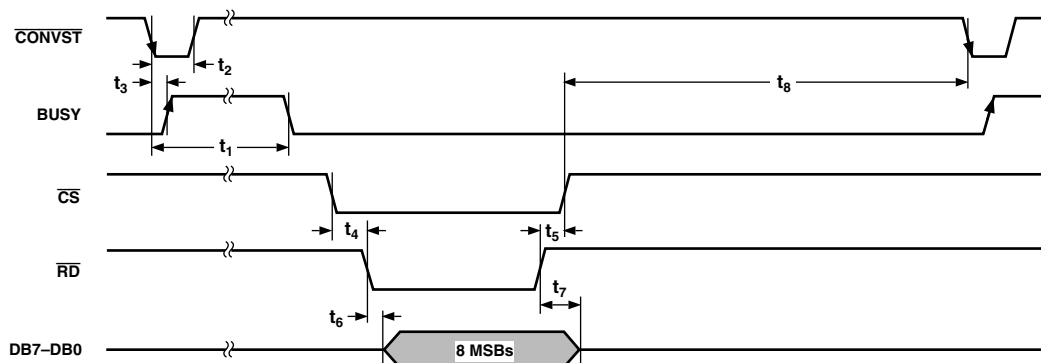 CONVST
t2
t3
t8
BUSY
t1
CS
t4
t5
RD
t7
t6
DB7–DB0
8 MSBs